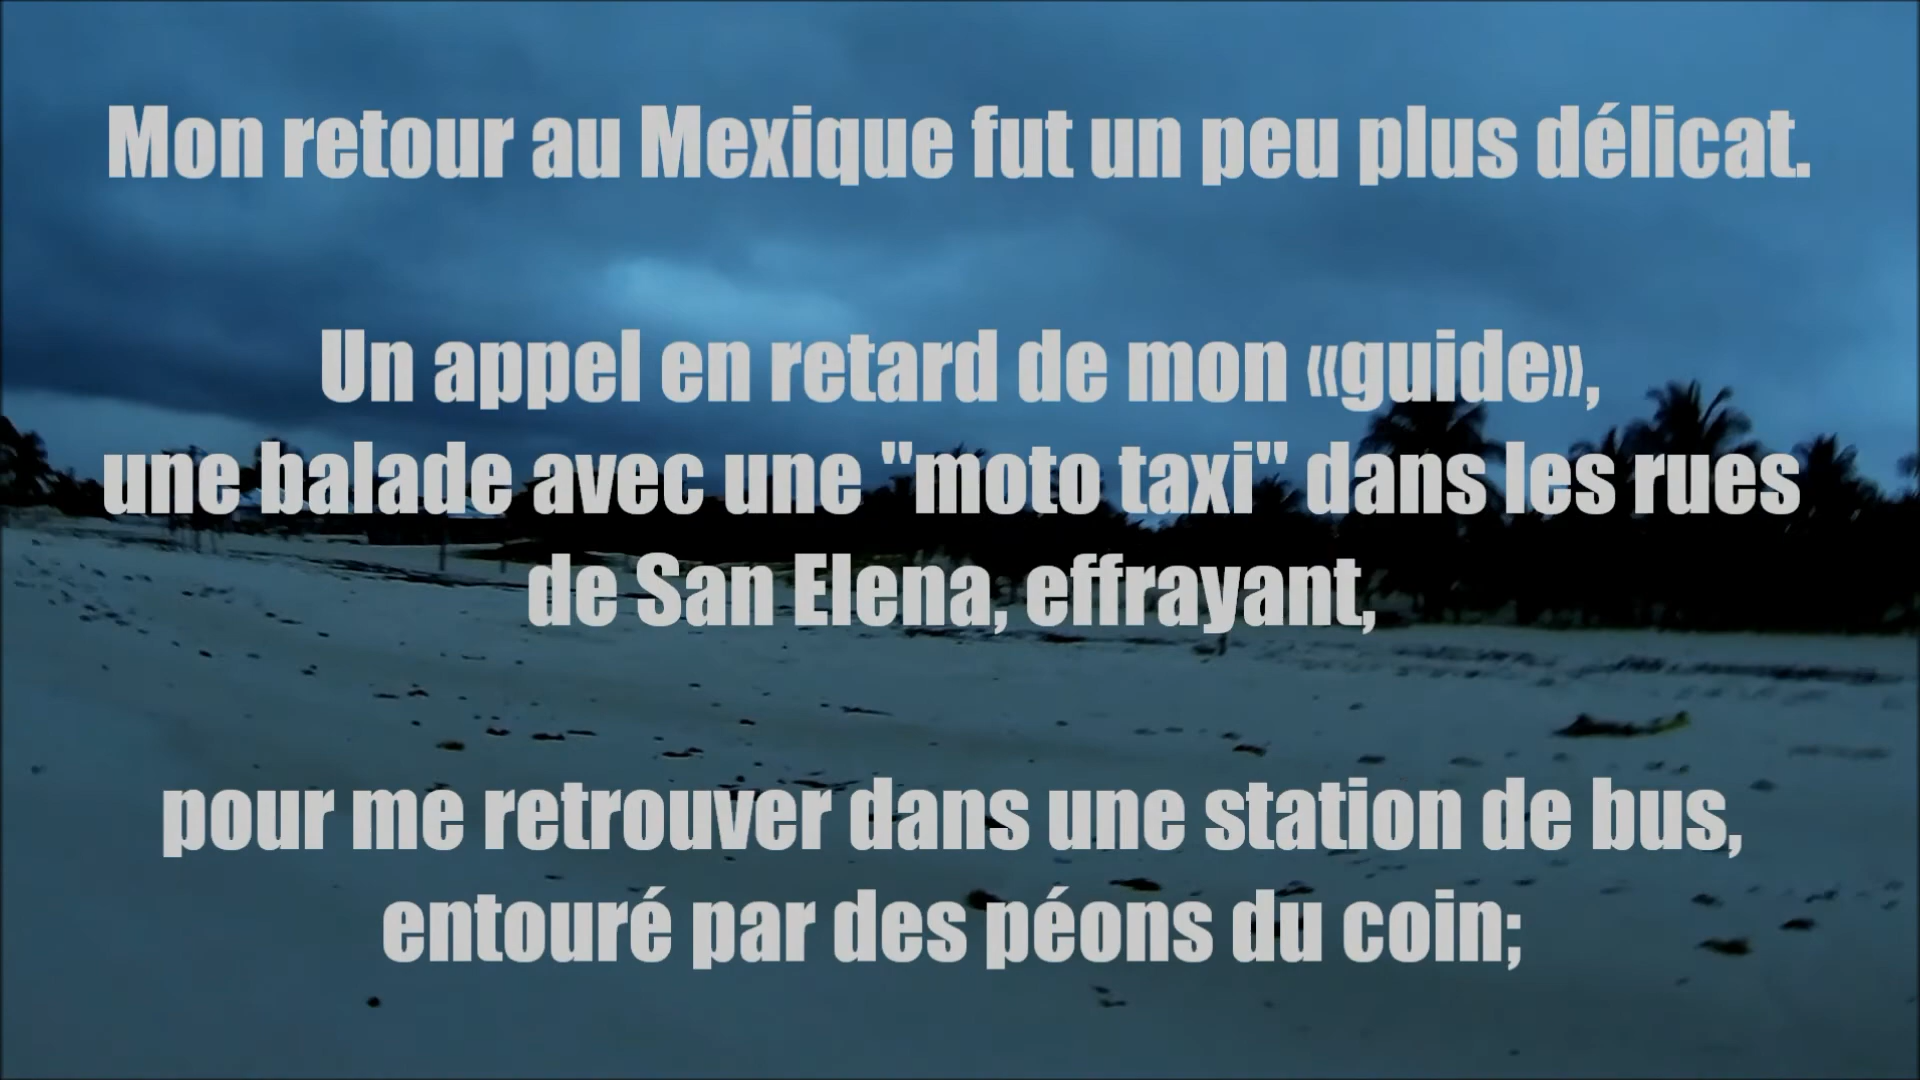 Mon retour au Mexique fut un peu plus délicat.
Un appel en retard de mon «guide»,
une balade avec une "moto taxi" dans les rues
de San Elena, effrayant,
pour me retrouver dans une station de bus,
entouré par des péons du coin;